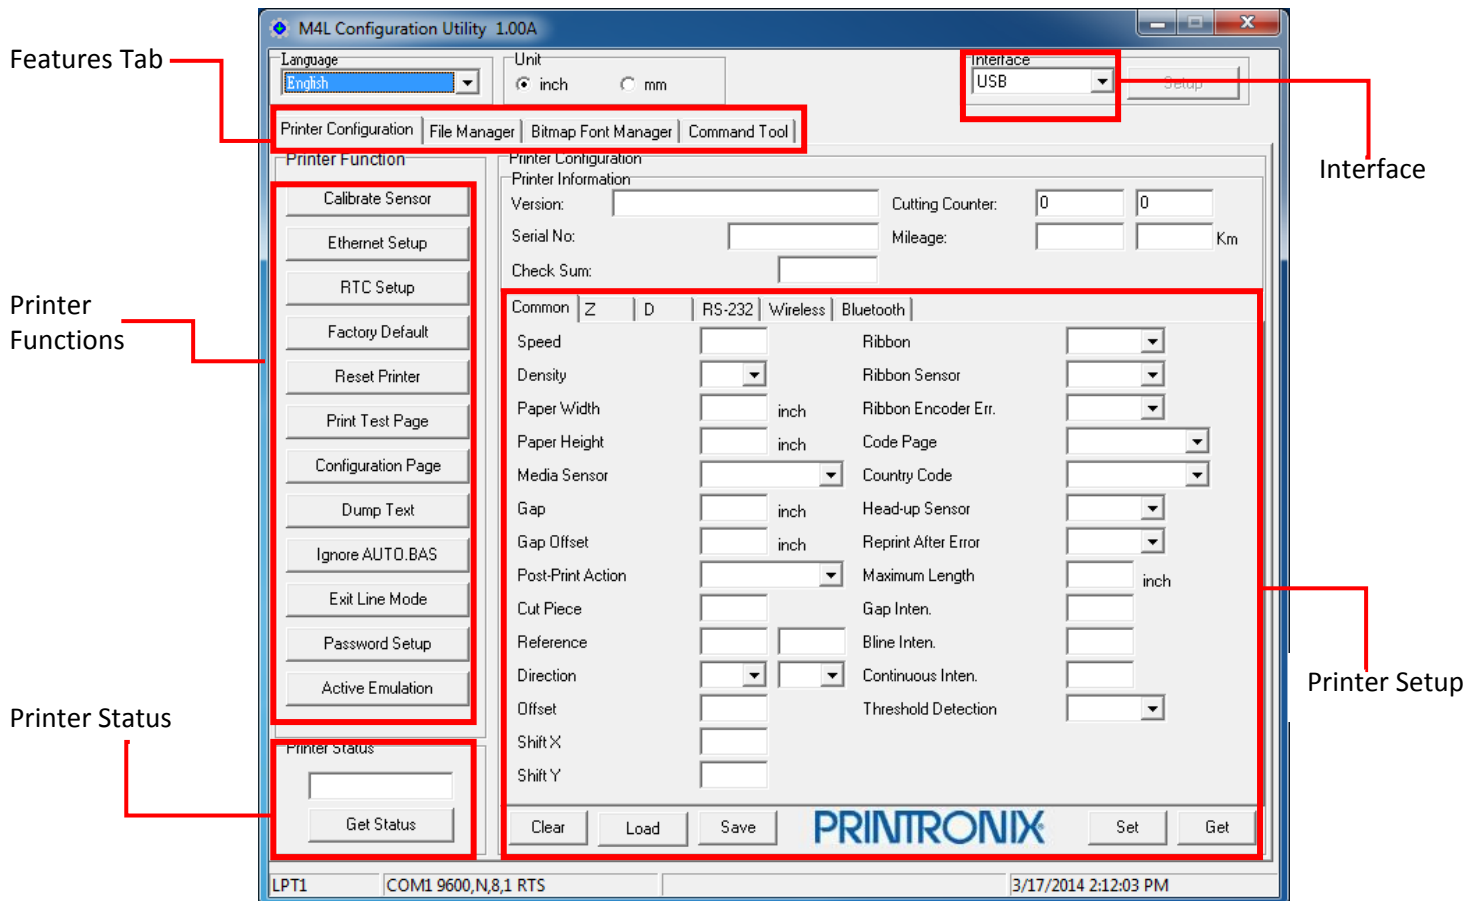 M4L Configuration Utility 1.00A
Features Tab
Language
Unit
Interface
English
inch
mm
USB
Setup
Printer Configuration File Manager Bitmap Font Manager Command Tool
Interface
Printer Function
Printer Configuration
Printer Information
Calibrate Sensor
Version:
Cutting Counter: 0 0
Ethernet Setup
Serial No:
Mileage:
Km
RTC Setup
Check Sum:
Printer
Functions
Factory Default
Reset Printer
Print Test Page
Configuration Page
Dump Text
Ignore AUTO.BAS
Exit Line Mode
Password Setup
Active Emulation
Common Z D RS-232 Wireless Bluetooth
Speed
Ribbon
Density
Ribbon Sensor
Paper Width inch
Ribbon Encoder Err.
Paper Height inch
Code Page
Media Sensor
Country Code
Gap inch
Head-up Sensor
Gap Offset inch
Reprint After Error
Post-Print Action
Maximum Length inch
Cut Piece
Gap Inten.
Reference
Bline Inten.
Direction
Continuous Inten.
Offset
Threshold Detection
Shift X
Shift Y
Printer Setup
Printer Status
Printer Status
Get Status
Clear Load Save PRINTRONIX Set Get
LPT1 COM1 9600,N,8,1 RTS 3/17/2014 2:12:03 PM